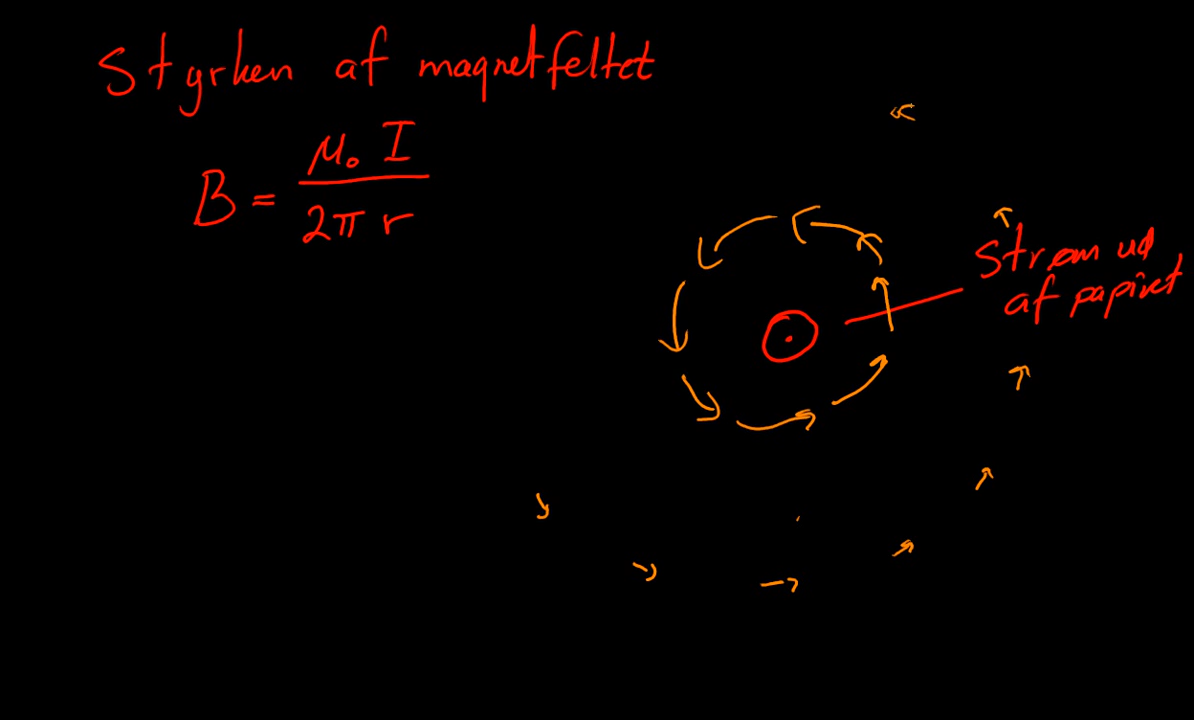 Styrken af magnetfeltet
B = μ₀ I / 2π r
Strøm ud
af papiret